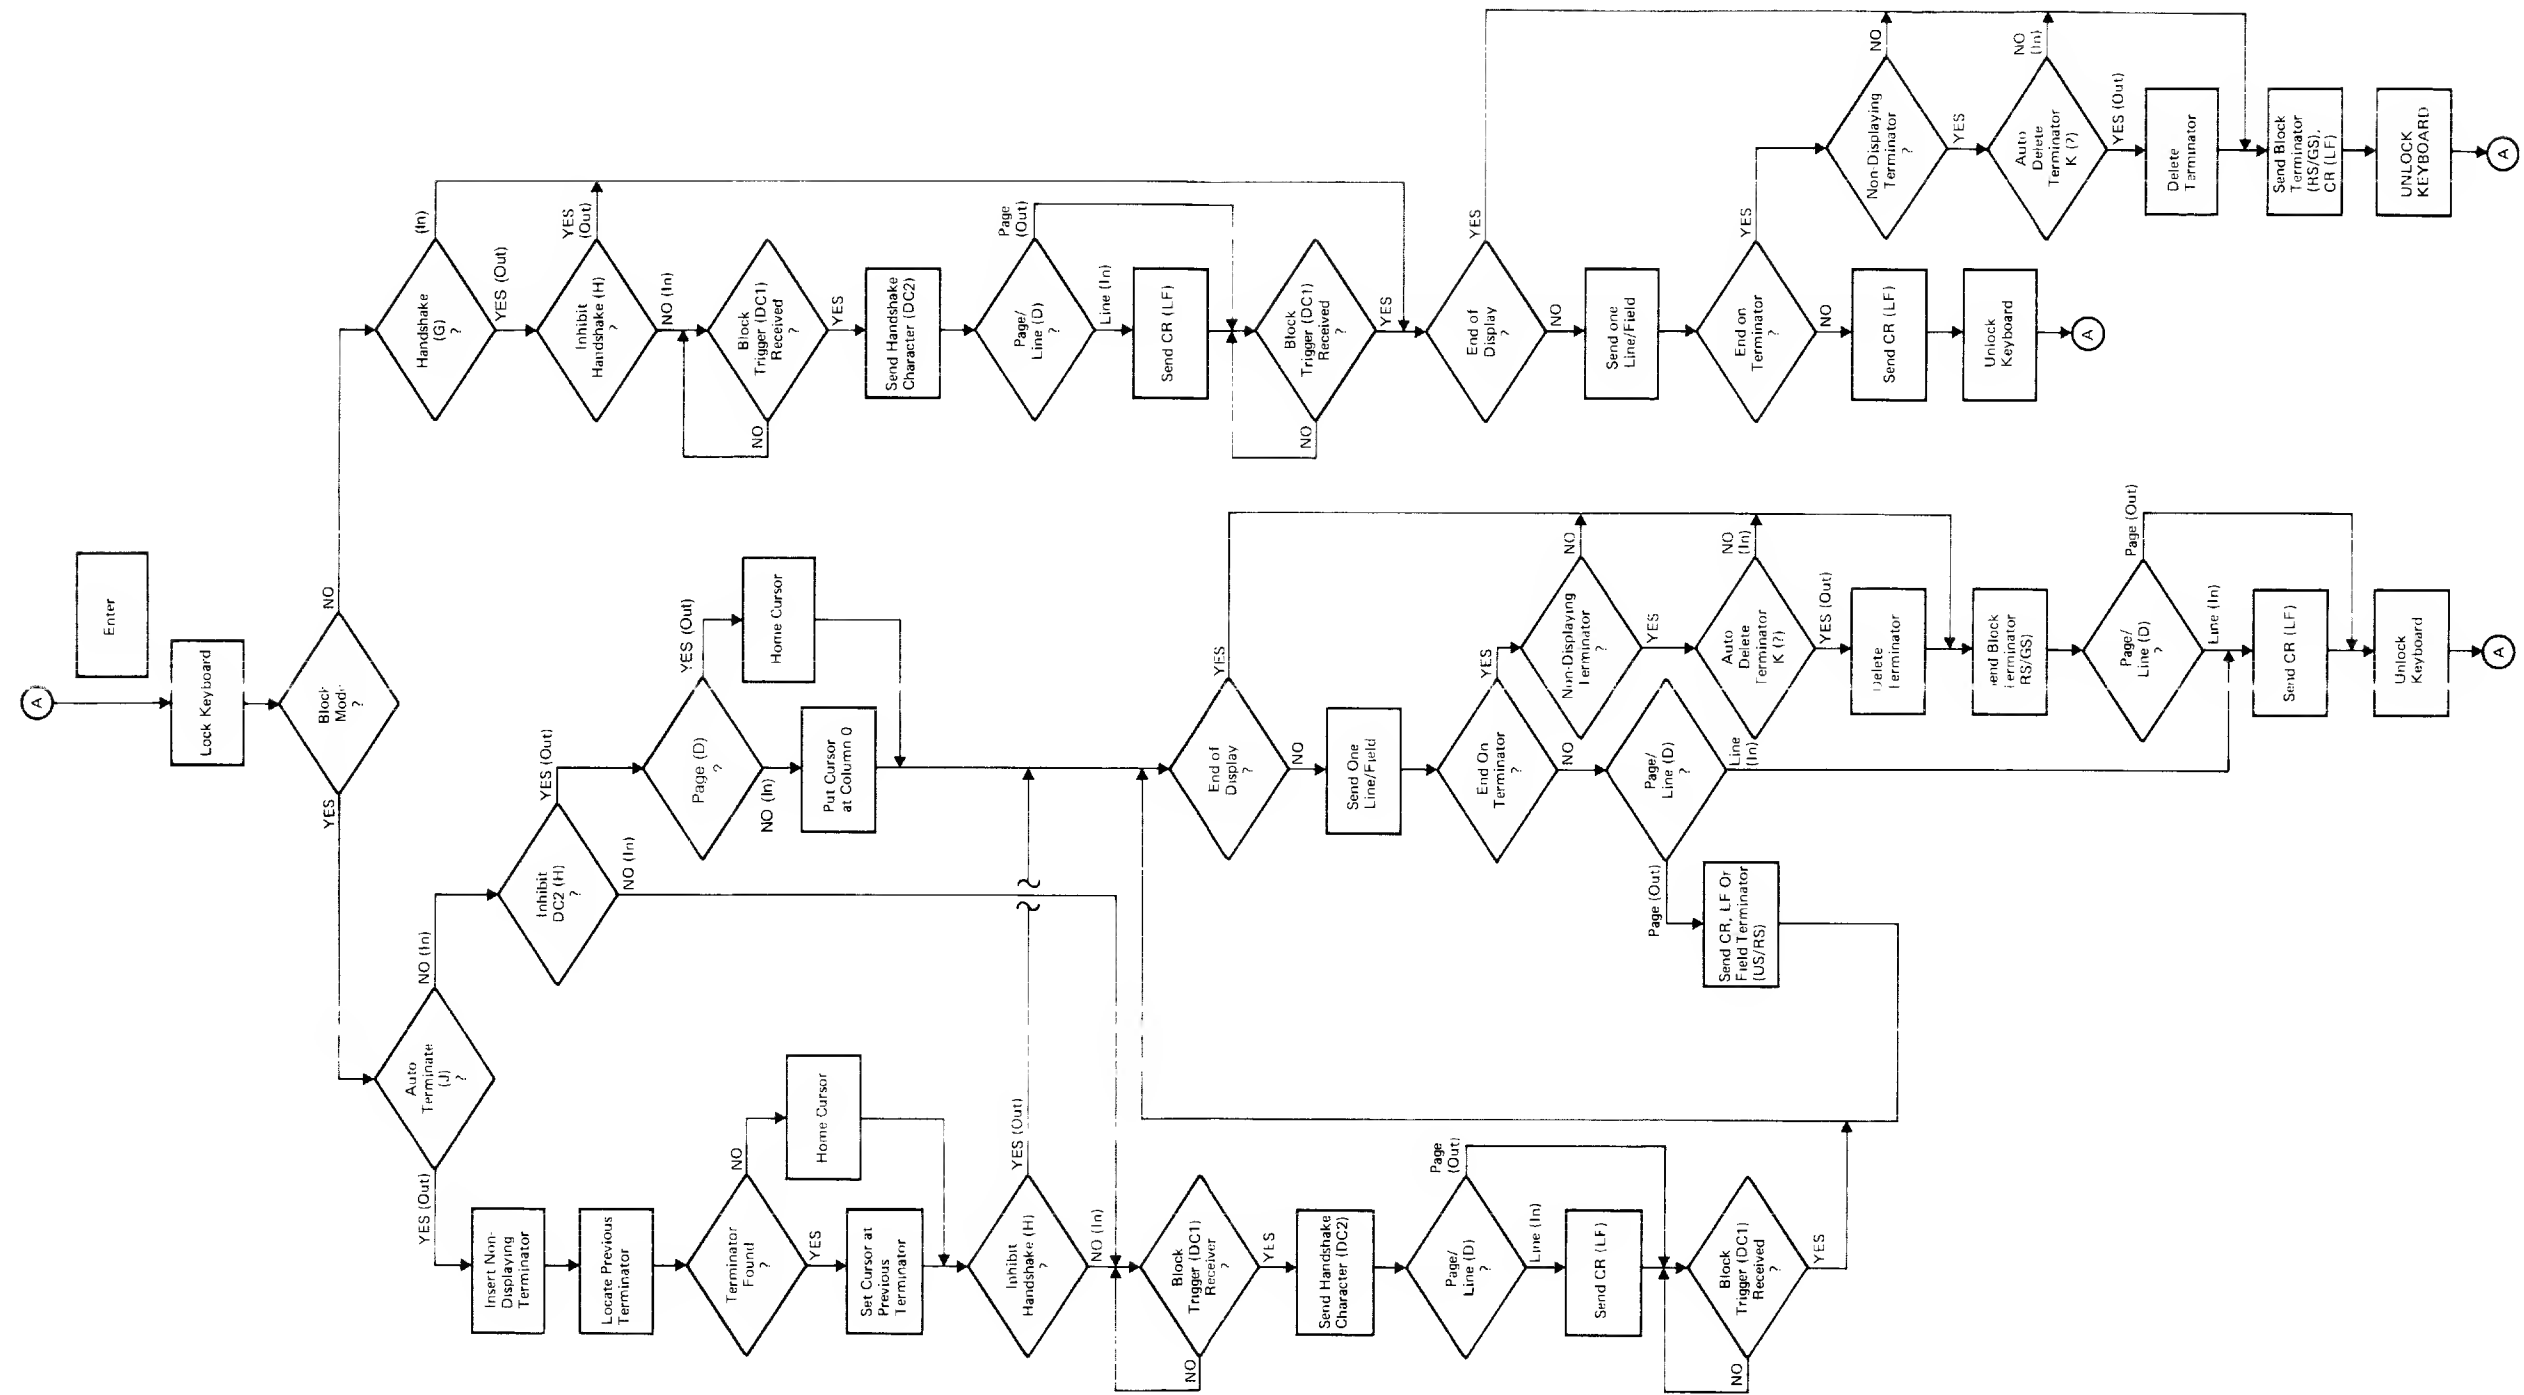 A
Enter
Lock Keyboard
Block
Mode
?
YES
NO
Auto
Terminate
(J)
?
YES (Out)
NO (In)
Insert Non-
Displaying
Terminator
Locate Previous
Terminator
Terminator
Found
?
NO
YES
Home Cursor
Set Cursor at
Previous
Terminator
Inhibit
Handshake (H)
?
YES (Out)
NO (In)
Block
Trigger (DC1)
Receiver
?
NO
YES
Send Handshake
Character (DC2)
Page/
Line (D)
?
Page
(Out)
Line (In)
Send CR (LF)
Block
Trigger (DC1)
Received
?
NO
YES
Inhibit
DC2 (H)
?
YES (Out)
NO (In)
Page (D)
?
YES (Out)
NO (In)
Home Cursor
Put Cursor
at Column 0
End of
Display
?
YES
NO
Send One
Line/Field
End On
Terminator
?
YES
NO
Page/
Line (D)
?
Page (Out)
Line
(In)
Send CR, LF Or
Field Terminator
(US/RS)
Non-Displaying
Terminator
?
NO
YES
Auto
Delete
Terminator
K (?)
NO
(In)
YES (Out)
Delete
Terminator
Send Block
Terminator
RS/GS)
Page/
Line (D)
?
Page (Out)
Line (In)
Send CR (LF)
Unlock
Keyboard
A
Handshake
(G)
?
(In)
YES (Out)
Inhibit
Handshake (H)
?
YES
(Out)
NO (In)
Block
Trigger (DC1)
Received
?
NO
YES
Send Handshake
Character (DC2)
Page/
Line (D)
?
Page
(Out)
Line (In)
Send CR (LF)
Block
Trigger (DC1)
Received
?
NO
YES
End of
Display
?
YES
NO
Send one
Line/Field
End on
Terminator
?
YES
NO
Send CR (LF)
Unlock
Keyboard
A
Non-Displaying
Terminator
?
NO
YES
Auto
Delete
Terminator
K (?)
NO
(In)
YES (Out)
Delete
Terminator
Send Block
Terminator
(RS/GS),
CR (LF)
UNLOCK
KEYBOARD
A